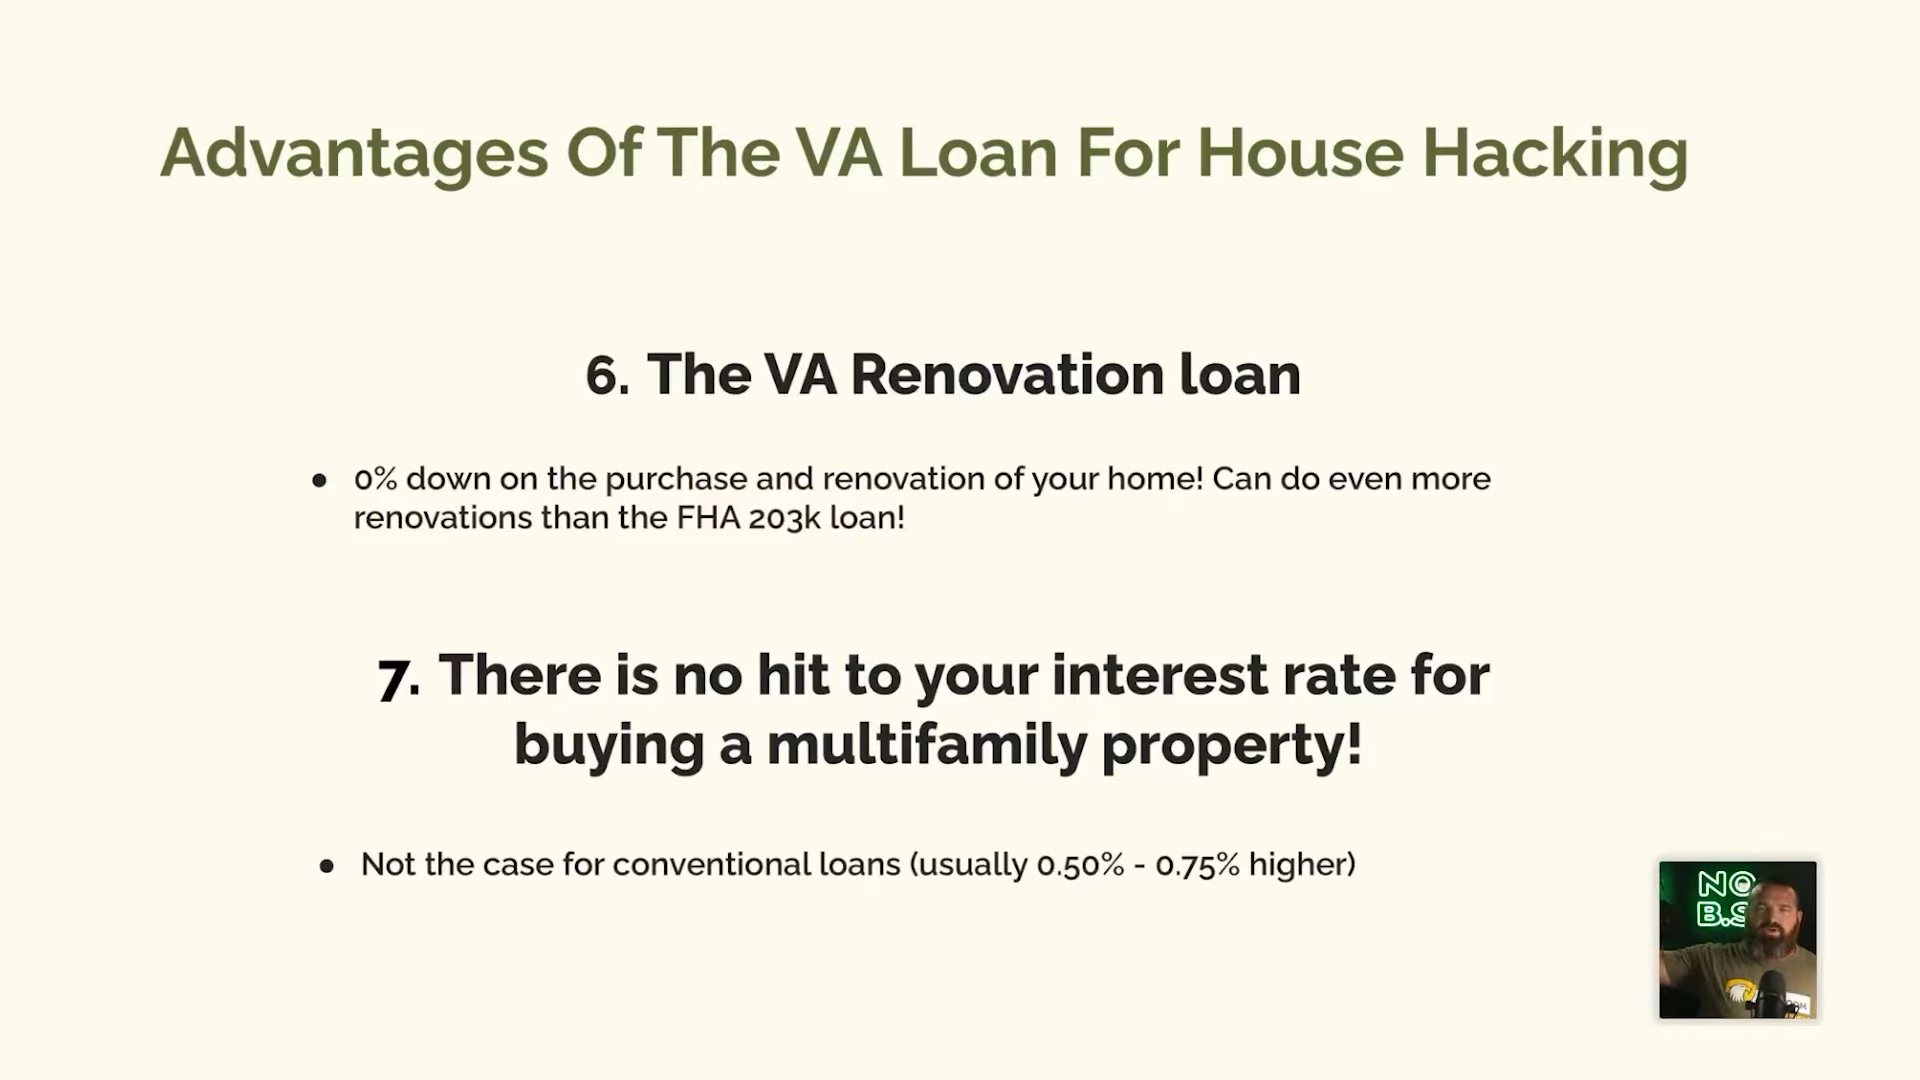 Advantages Of The VA Loan For House Hacking
6. The VA Renovation loan
● 0% down on the purchase and renovation of your home! Can do even more
renovations than the FHA 203k loan!
7. There is no hit to your interest rate for
buying a multifamily property!
● Not the case for conventional loans (usually 0.50% - 0.75% higher)
NO
B.S